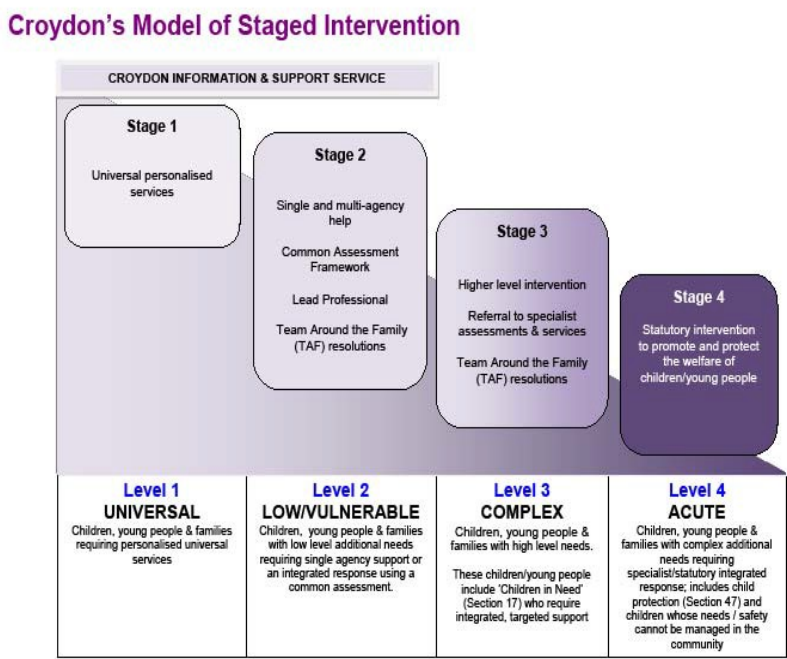 Croydon's Model of Staged Intervention
CROYDON INFORMATION & SUPPORT SERVICE
Stage 1
Universal personalised
services
Stage 2
Single and multi-agency
help
Common Assessment
Framework
Lead Professional
Team Around the Family
(TAF) resolutions
Stage 3
Higher level intervention
Referral to specialist
assessments & services
Team Around the Family
(TAF) resolutions
Stage 4
Statutory intervention
to promote and protect
the welfare of
children/young people
Level 1
UNIVERSAL
Children, young people & families
requiring personalised universal
services
Level 2
LOW/VULNERABLE
Children, young people & families
with low level additional needs
requiring single agency support or
an integrated response using a
common assessment.
Level 3
COMPLEX
Children, young people &
families with high level needs.
These children/young people
include 'Children in Need'
(Section 17) who require
integrated, targeted support
Level 4
ACUTE
Children, young people &
families with complex additional
needs requiring
specialist/statutory integrated
response; includes child
protection (Section 47) and
children whose needs / safety
cannot be managed in the
community